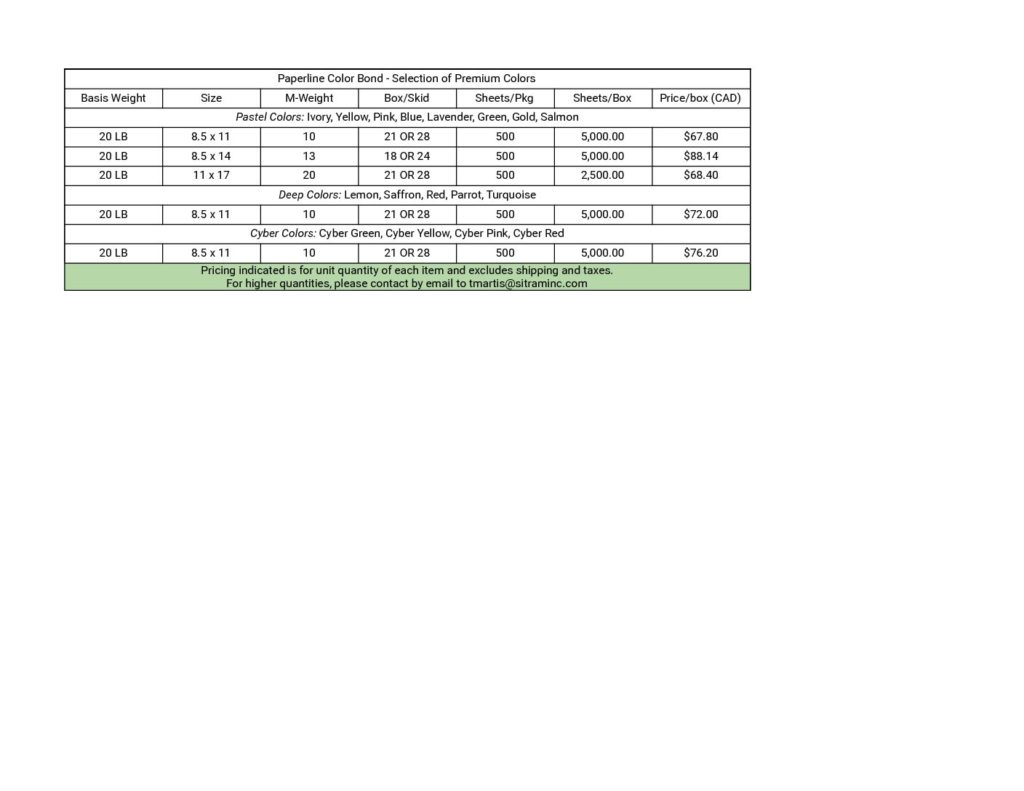 Paperline Color Bond - Selection of Premium Colors
Basis Weight Size M-Weight Box/Skid Sheets/Pkg Sheets/Box Price/box (CAD)
Pastel Colors: Ivory, Yellow, Pink, Blue, Lavender, Green, Gold, Salmon
20 LB 8.5 x 11 10 21 OR 28 500 5,000.00 $67.80
20 LB 8.5 x 14 13 18 OR 24 500 5,000.00 $88.14
20 LB 11 x 17 20 21 OR 28 500 2,500.00 $68.40
Deep Colors: Lemon, Saffron, Red, Parrot, Turquoise
20 LB 8.5 x 11 10 21 OR 28 500 5,000.00 $72.00
Cyber Colors: Cyber Green, Cyber Yellow, Cyber Pink, Cyber Red
20 LB 8.5 x 11 10 21 OR 28 500 5,000.00 $76.20
Pricing indicated is for unit quantity of each item and excludes shipping and taxes.
For higher quantities, please contact by email to tmartis@sitraminc.com